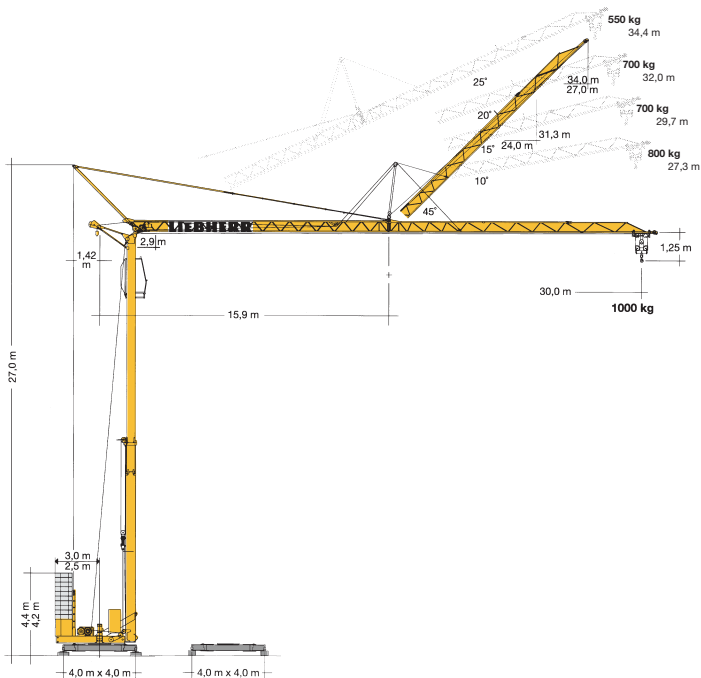 550 kg
34,4 m
700 kg
32,0 m
25°
34,0 m
27,0 m
700 kg
29,7 m
20°
31,3 m
24,0 m
15°
800 kg
27,3 m
10°
45°
LIEBHERR
2,9 m
1,42
m
1,25 m
30,0 m
1000 kg
15,9 m
27,0 m
3,0 m
2,5 m
4,4 m
4,2 m
4,0 m x 4,0 m
4,0 m x 4,0 m